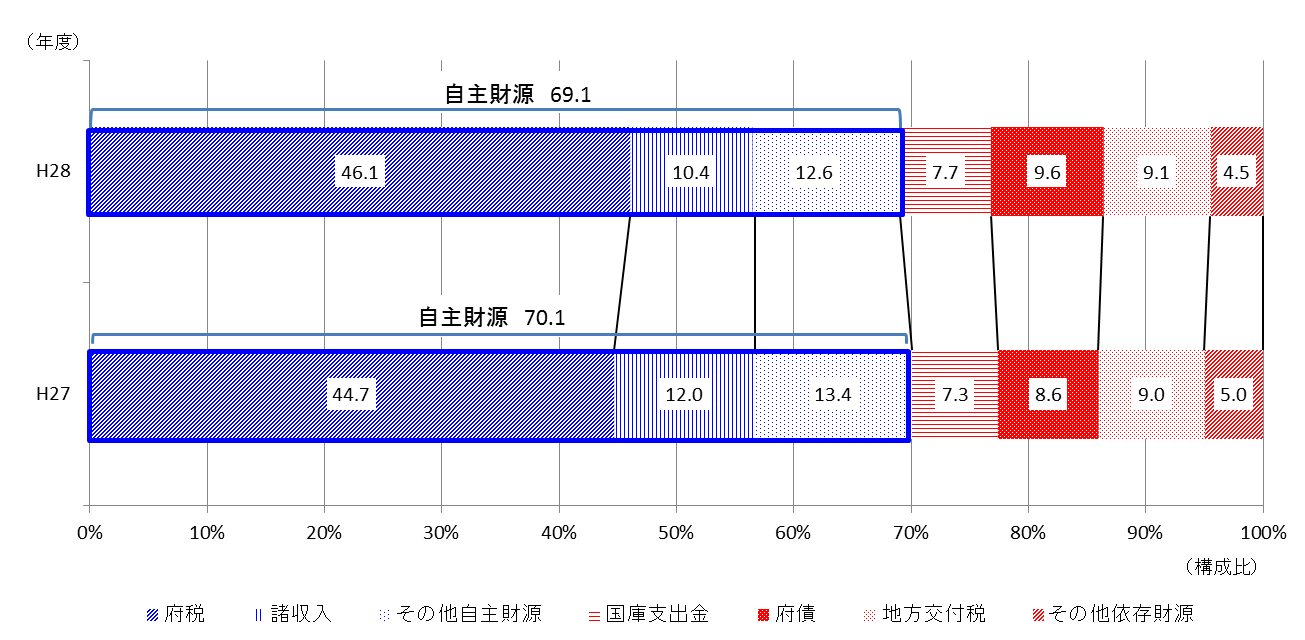 （年度）
自主財源 69.1
H28
46.1 10.4 12.6 7.7 9.6 9.1 4.5
自主財源 70.1
H27
44.7 12.0 13.4 7.3 8.6 9.0 5.0
0% 10% 20% 30% 40% 50% 60% 70% 80% 90% 100%
（構成比）
府税 諸収入 その他自主財源 国庫支出金 府債 地方交付税 その他依存財源